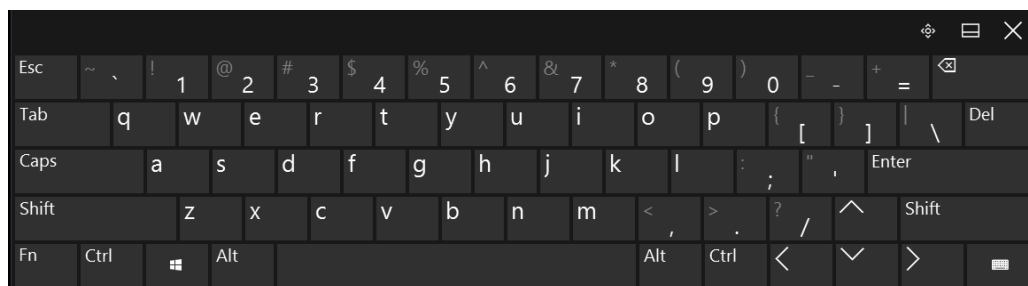 Esc ~ ` ! 1 @ 2 # 3 $ 4 % 5 ^ 6 & 7 * 8 ( 9 ) 0 _ - + =
Tab q w e r t y u i o p { [ } ] | \ Del
Caps a s d f g h j k l : ; " ' Enter
Shift z x c v b n m < , > . ? / Shift
Fn Ctrl Alt Alt Ctrl